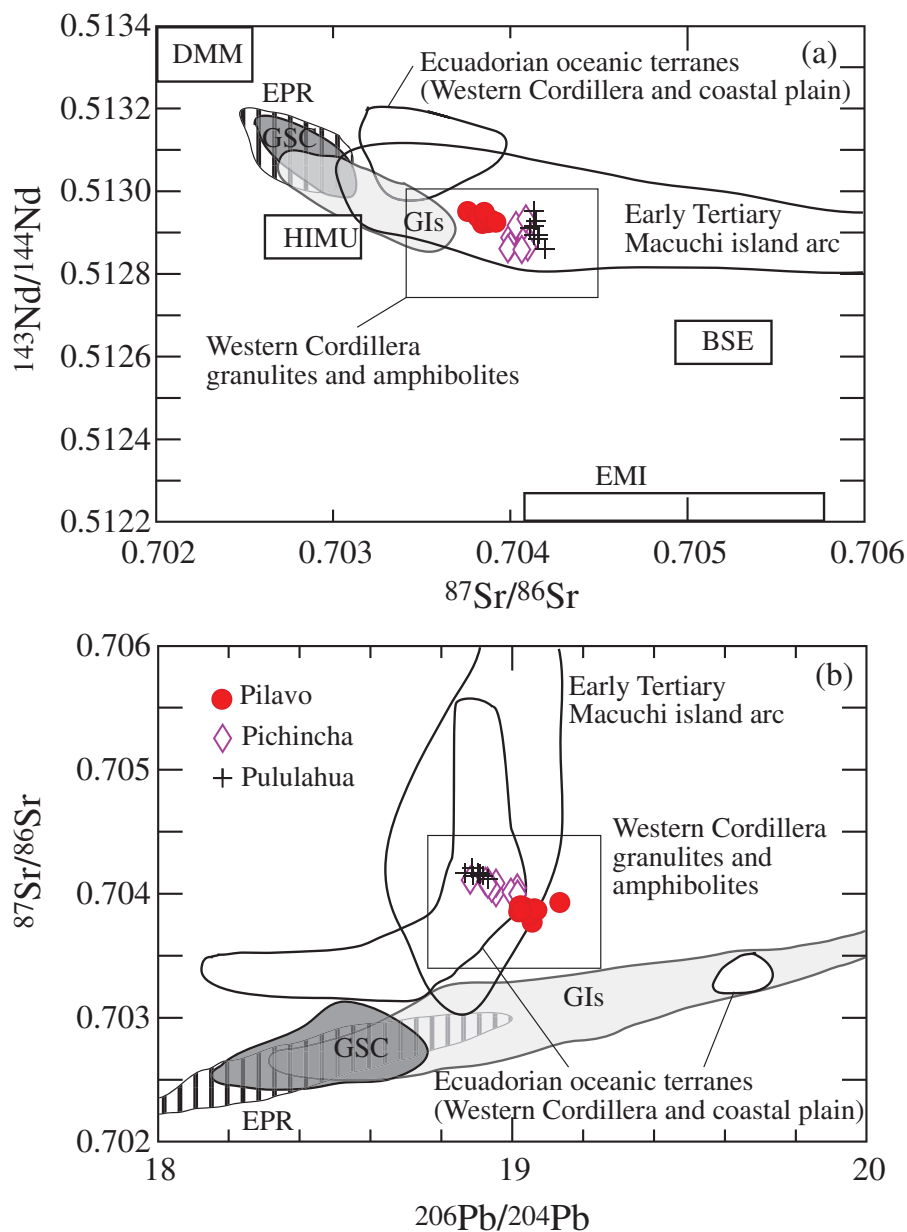 0.5134
(a)
DMM
Ecuadorian oceanic terranes
(Western Cordillera and coastal plain)
0.5132
EPR
GSC
0.5130
GIs
Early Tertiary
Macuchi island arc
HIMU
0.5128
143Nd/144Nd
Western Cordillera
granulites and amphibolites
BSE
0.5126
0.5124
EMI
0.5122
0.702 0.703 0.704 0.705 0.706
87Sr/86Sr
0.706
(b)
Pilavo
Pichincha
Pululahua
Early Tertiary
Macuchi island arc
0.705
87Sr/86Sr
Western Cordillera
granulites and
amphibolites
0.704
GIs
0.703
GSC
Ecuadorian oceanic terranes
(Western Cordillera and coastal plain)
EPR
0.702
18 19 20
206Pb/204Pb